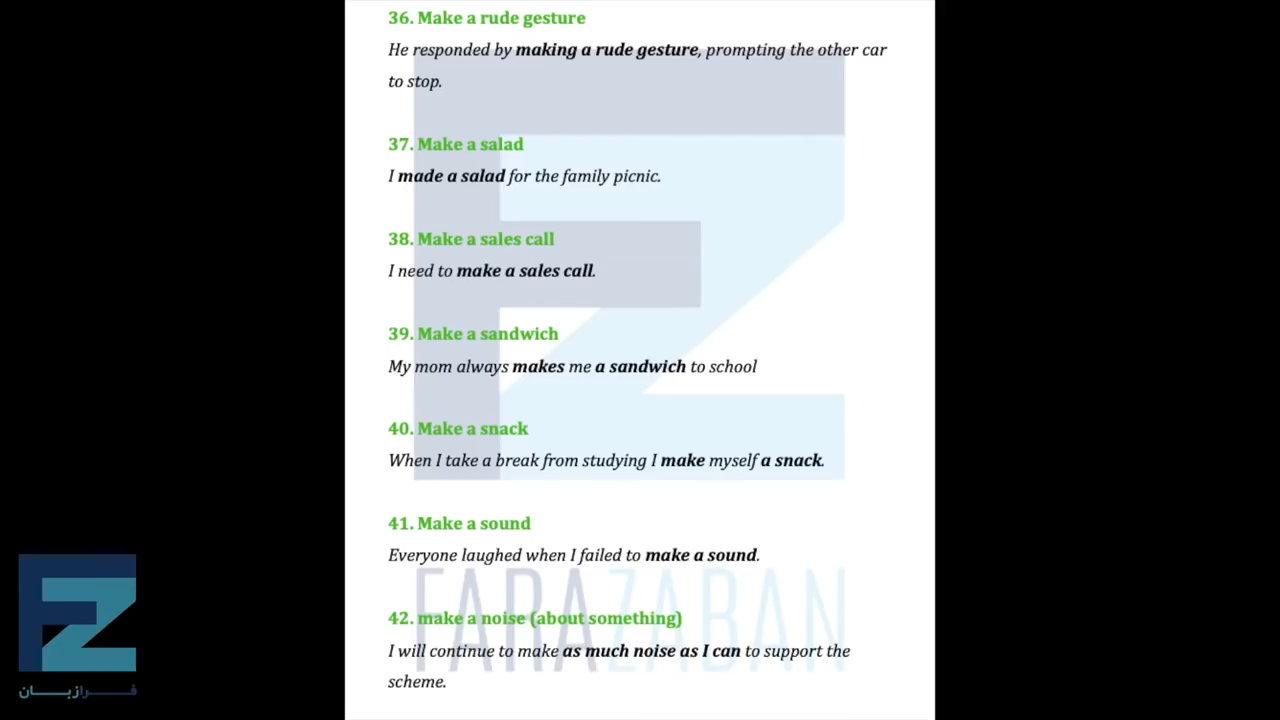 36. Make a rude gesture
He responded by making a rude gesture, prompting the other car
to stop.
37. Make a salad
I made a salad for the family picnic.
38. Make a sales call
I need to make a sales call.
39. Make a sandwich
My mom always makes me a sandwich to school
40. Make a snack
When I take a break from studying I make myself a snack.
41. Make a sound
Everyone laughed when I failed to make a sound.
42. make a noise (about something)
I will continue to make as much noise as I can to support the
scheme.
FARAZABAN
FZ
فرازبان